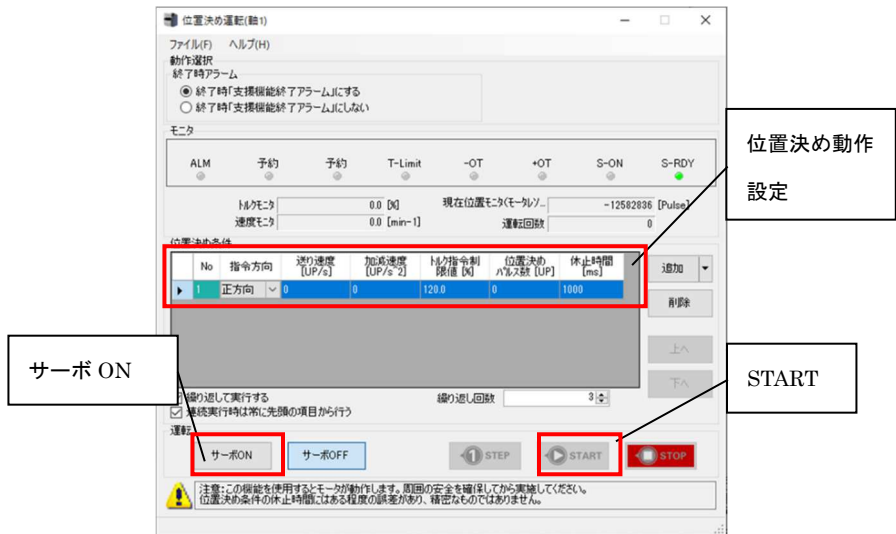 位置決め運転(軸1)
ファイル(F) ヘルプ(H)
動作選択
終了時アラーム
終了時「支援機能終了アラーム」にする
終了時「支援機能終了アラーム」にしない
モニタ
ALM 予約 予約 T-Limit -OT +OT S-ON S-RDY
トルクモニタ 0.0 [%] 現在位置モニタ(モータレゾ... -12582836 [Pulse]
速度モニタ 0.0 [min-1] 運転回数 0
位置決め動作
設定
位置決め条件
No 指令方向 送り速度 [UP/s] 加減速度 [UP/s^2] トルク指令制限値 [%] 位置決めパルス数 [UP] 休止時間 [ms]
1 正方向 0 0 120.0 0 1000
追加
削除
上へ
下へ
サーボ ON
START
繰り返して実行する 繰り返し回数 3
連続実行時は常に先頭の項目から行う
運転
サーボON サーボOFF 1 STEP START STOP
注意:この機能を使用するとモータが動作します。周囲の安全を確保してから実施してください。
位置決め条件の休止時間にはある程度の誤差があり、精密なものではありません。